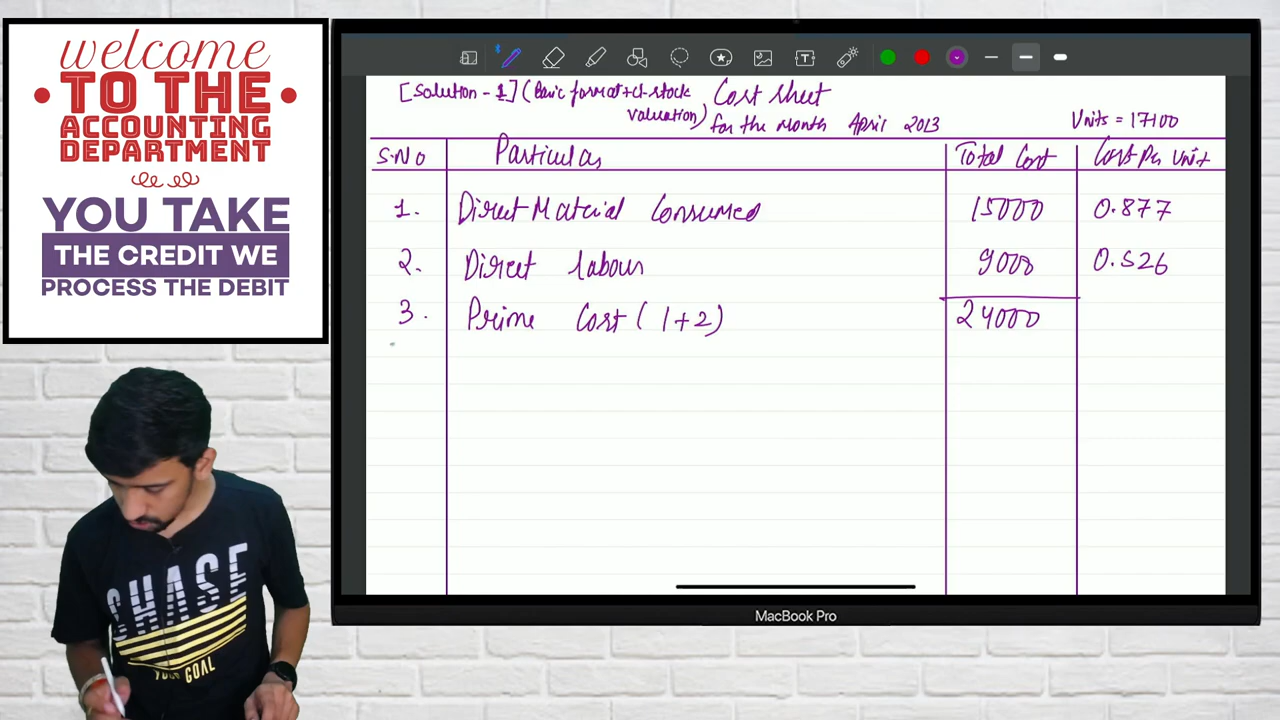 welcome
TO THE
ACCOUNTING
DEPARTMENT
YOU TAKE
THE CREDIT WE
PROCESS THE DEBIT
[Solution - 1] (Basic format + cl. stock valuation)
Cost sheet
for the Month April 2013
Units = 17100
S.No Particulas Total Cost Cost Per Unit
1. Direct Material Consumed 15000 0.877
2. Direct labour 9000 0.526
3. Prime Cost (1+2) 24000
MacBook Pro
CHASE
YOUR GOAL